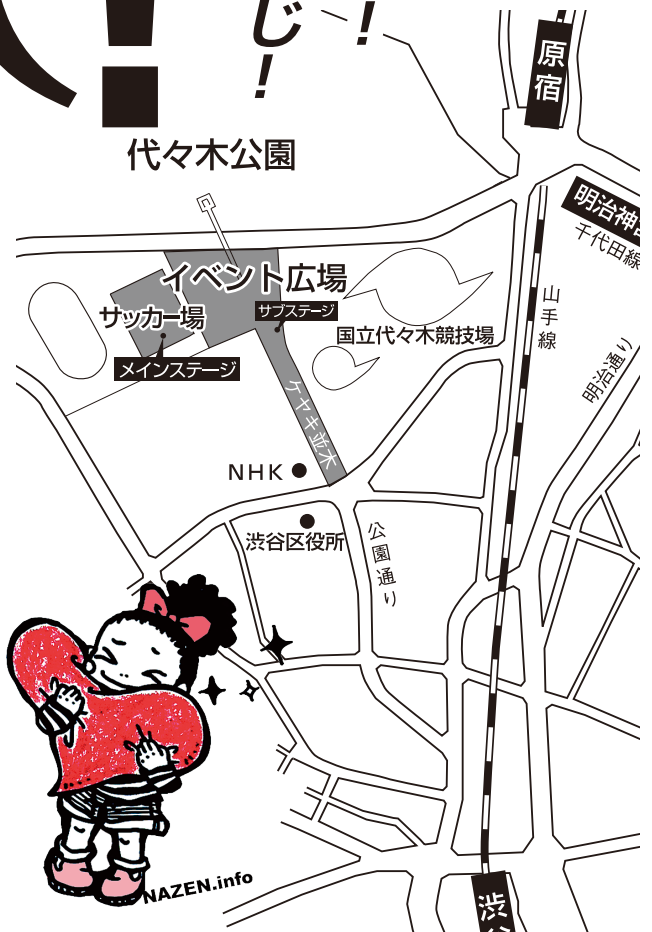 ！
じ！
！
原宿
代々木公園
明治神宮
千代田線
イベント広場
サッカー場
サブステージ
山手線
国立代々木競技場
明治通り
メインステージ
ケヤキ並木
NHK
渋谷区役所
公園通り
NAZEN.info
渋谷